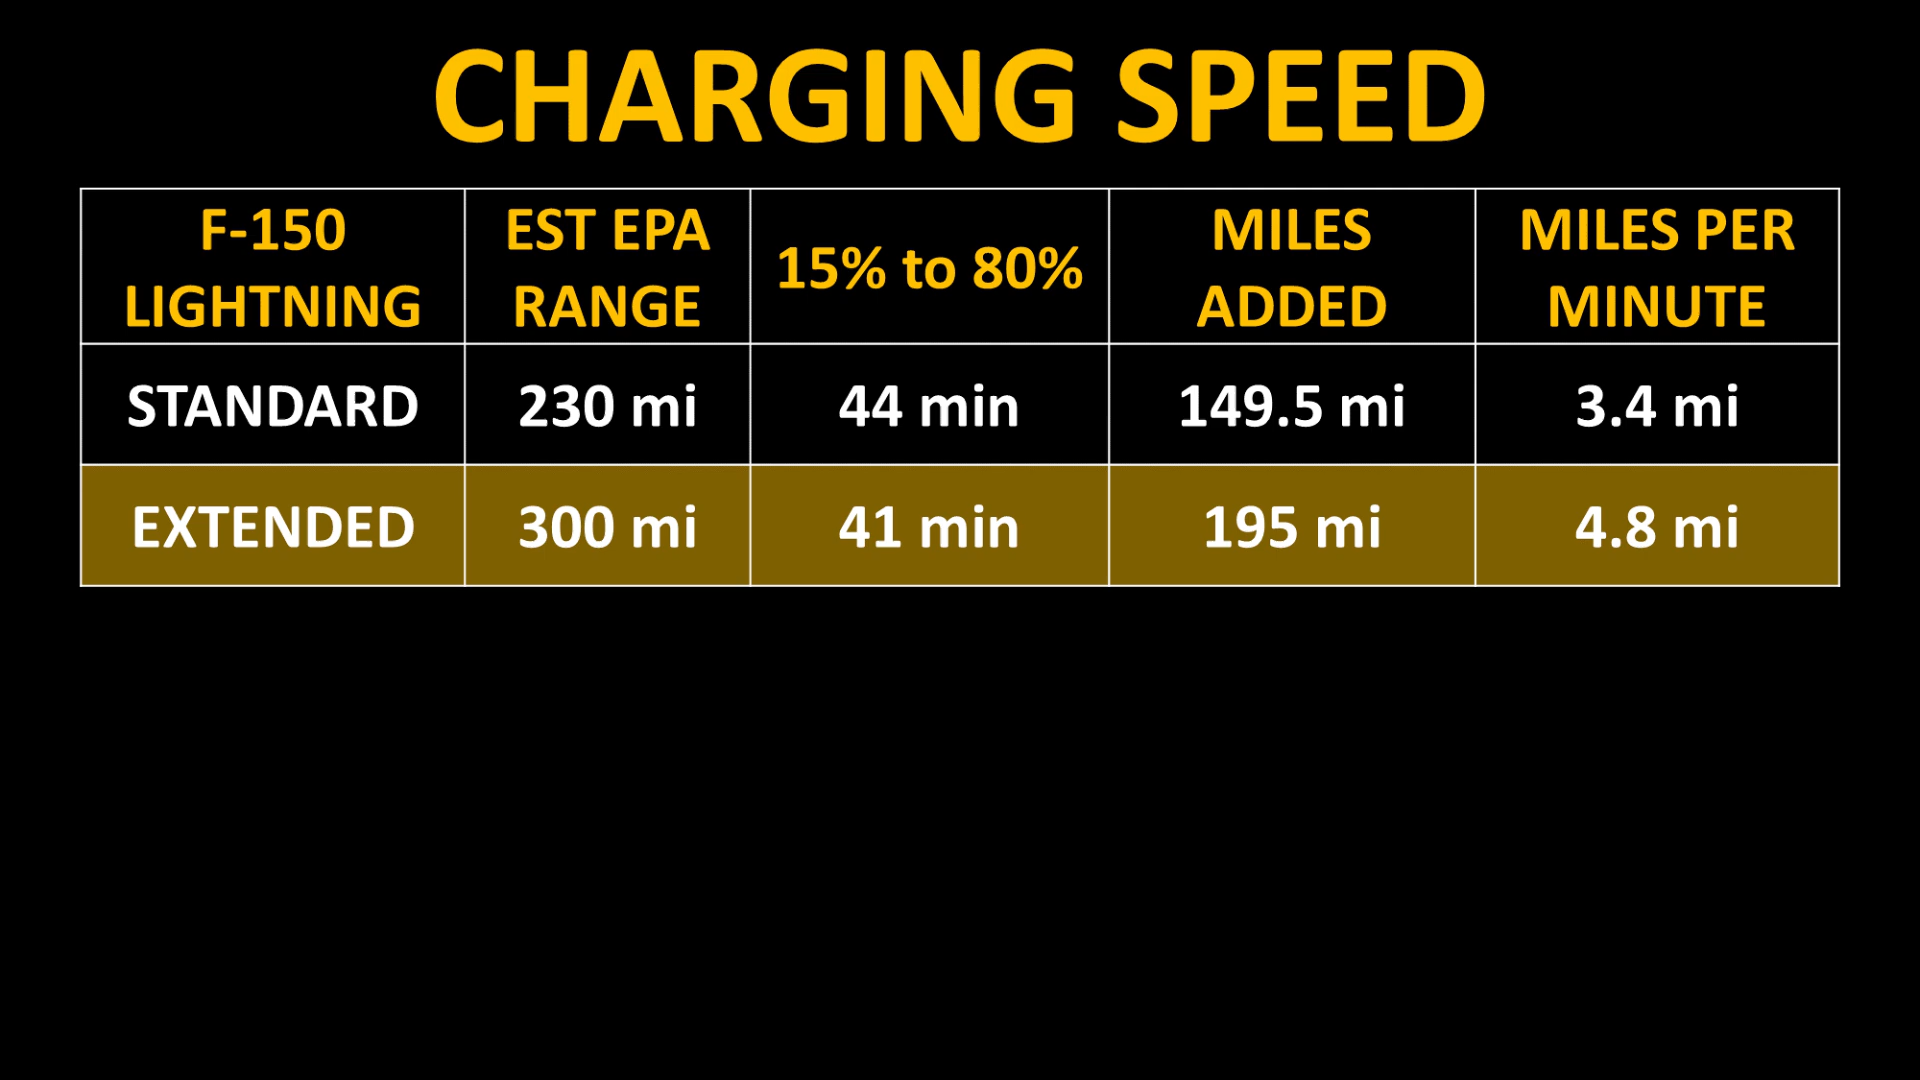 CHARGING SPEED
F-150 LIGHTNING
EST EPA RANGE
15% to 80%
MILES ADDED
MILES PER MINUTE
STANDARD 230 mi 44 min 149.5 mi 3.4 mi
EXTENDED 300 mi 41 min 195 mi 4.8 mi